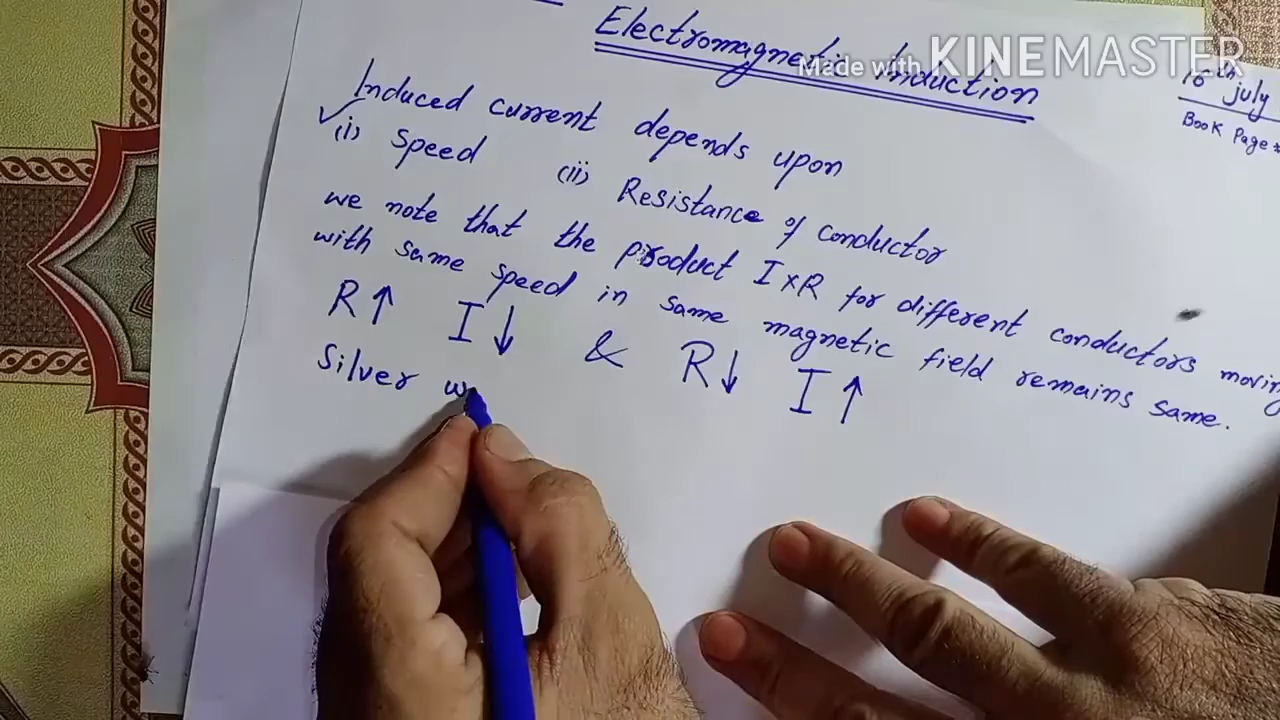 Electromagnetic Induction
Made with KINEMASTER
16th july
Book Page
Induced current depends upon
✓(i) Speed (ii) Resistance of conductor
we note that the product I×R for different conductors moving
with same speed in same magnetic field remains same.
R↑ I↓ & R↓ I↑
Silver w